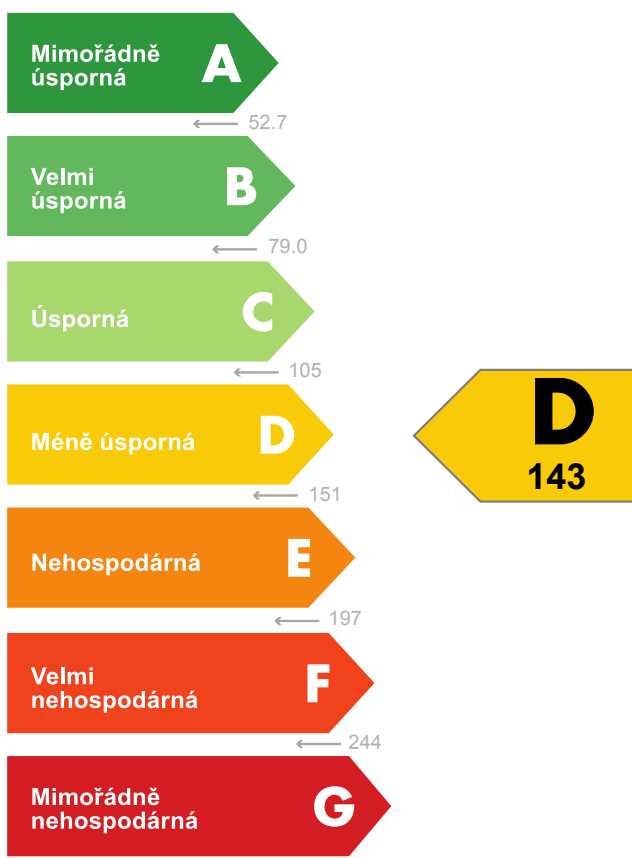 Mimořádně
úsporná
A
52.7
Velmi
úsporná
B
79.0
Úsporná
C
105
Méně úsporná
D
151
D
143
Nehospodárná
E
197
Velmi
nehospodárná
F
244
Mimořádně
nehospodárná
G